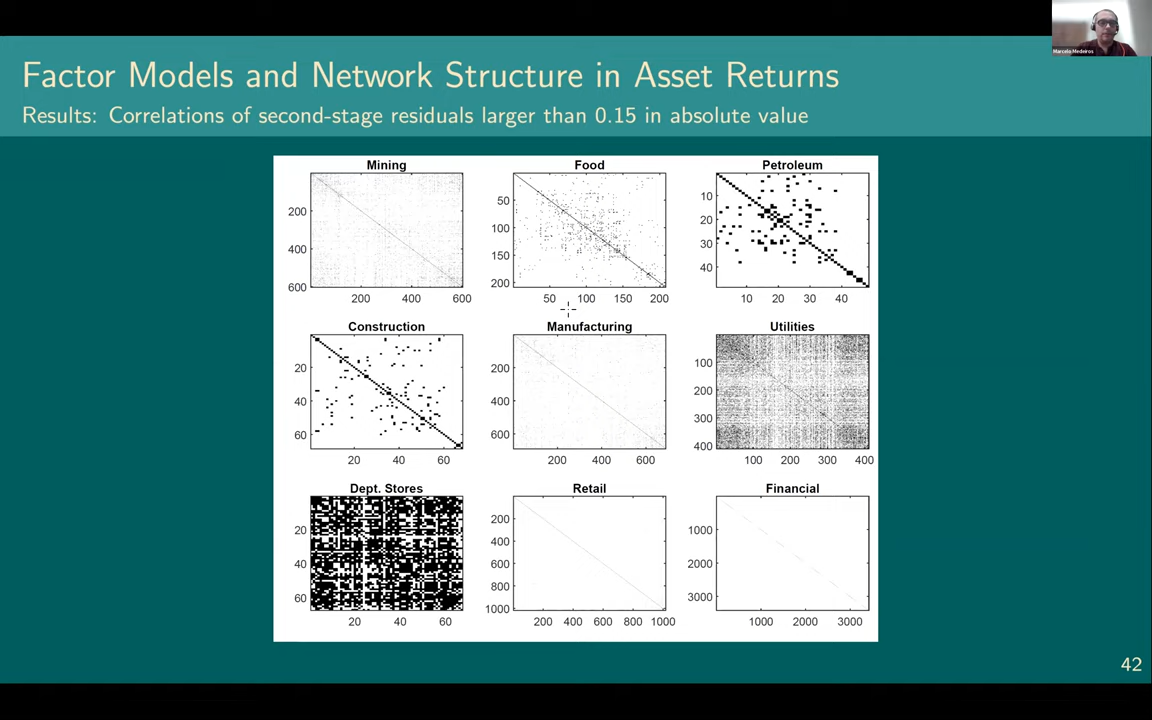 Marcelo Medeiros
Factor Models and Network Structure in Asset Returns
Results: Correlations of second-stage residuals larger than 0.15 in absolute value
Mining
200
400
600
200 400 600
Food
50
100
150
200
50 100 150 200
Petroleum
10
20
30
40
10 20 30 40
Construction
20
40
60
20 40 60
Manufacturing
200
400
600
200 400 600
Utilities
100
200
300
400
100 200 300 400
Dept. Stores
20
40
60
20 40 60
Retail
200
400
600
800
1000
200 400 600 800 1000
Financial
1000
2000
3000
1000 2000 3000
42